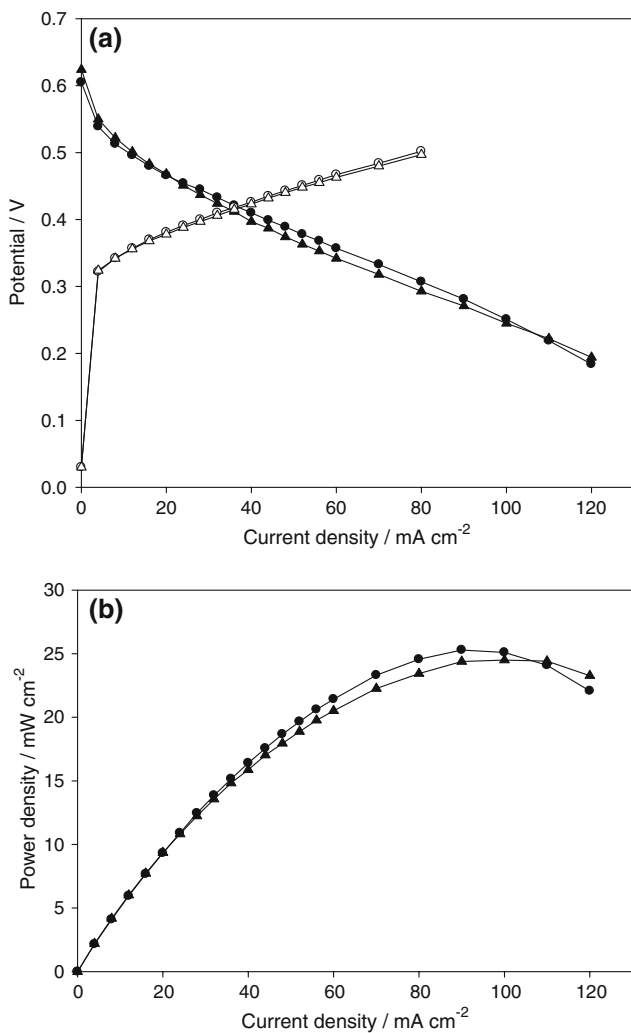 (a)
0.7
0.6
0.5
0.4
0.3
0.2
0.1
0.0
Potential / V
0 20 40 60 80 100 120
Current density / mA cm⁻²
(b)
30
25
20
15
10
5
0
Power density / mW cm⁻²
0 20 40 60 80 100 120
Current density / mA cm⁻²